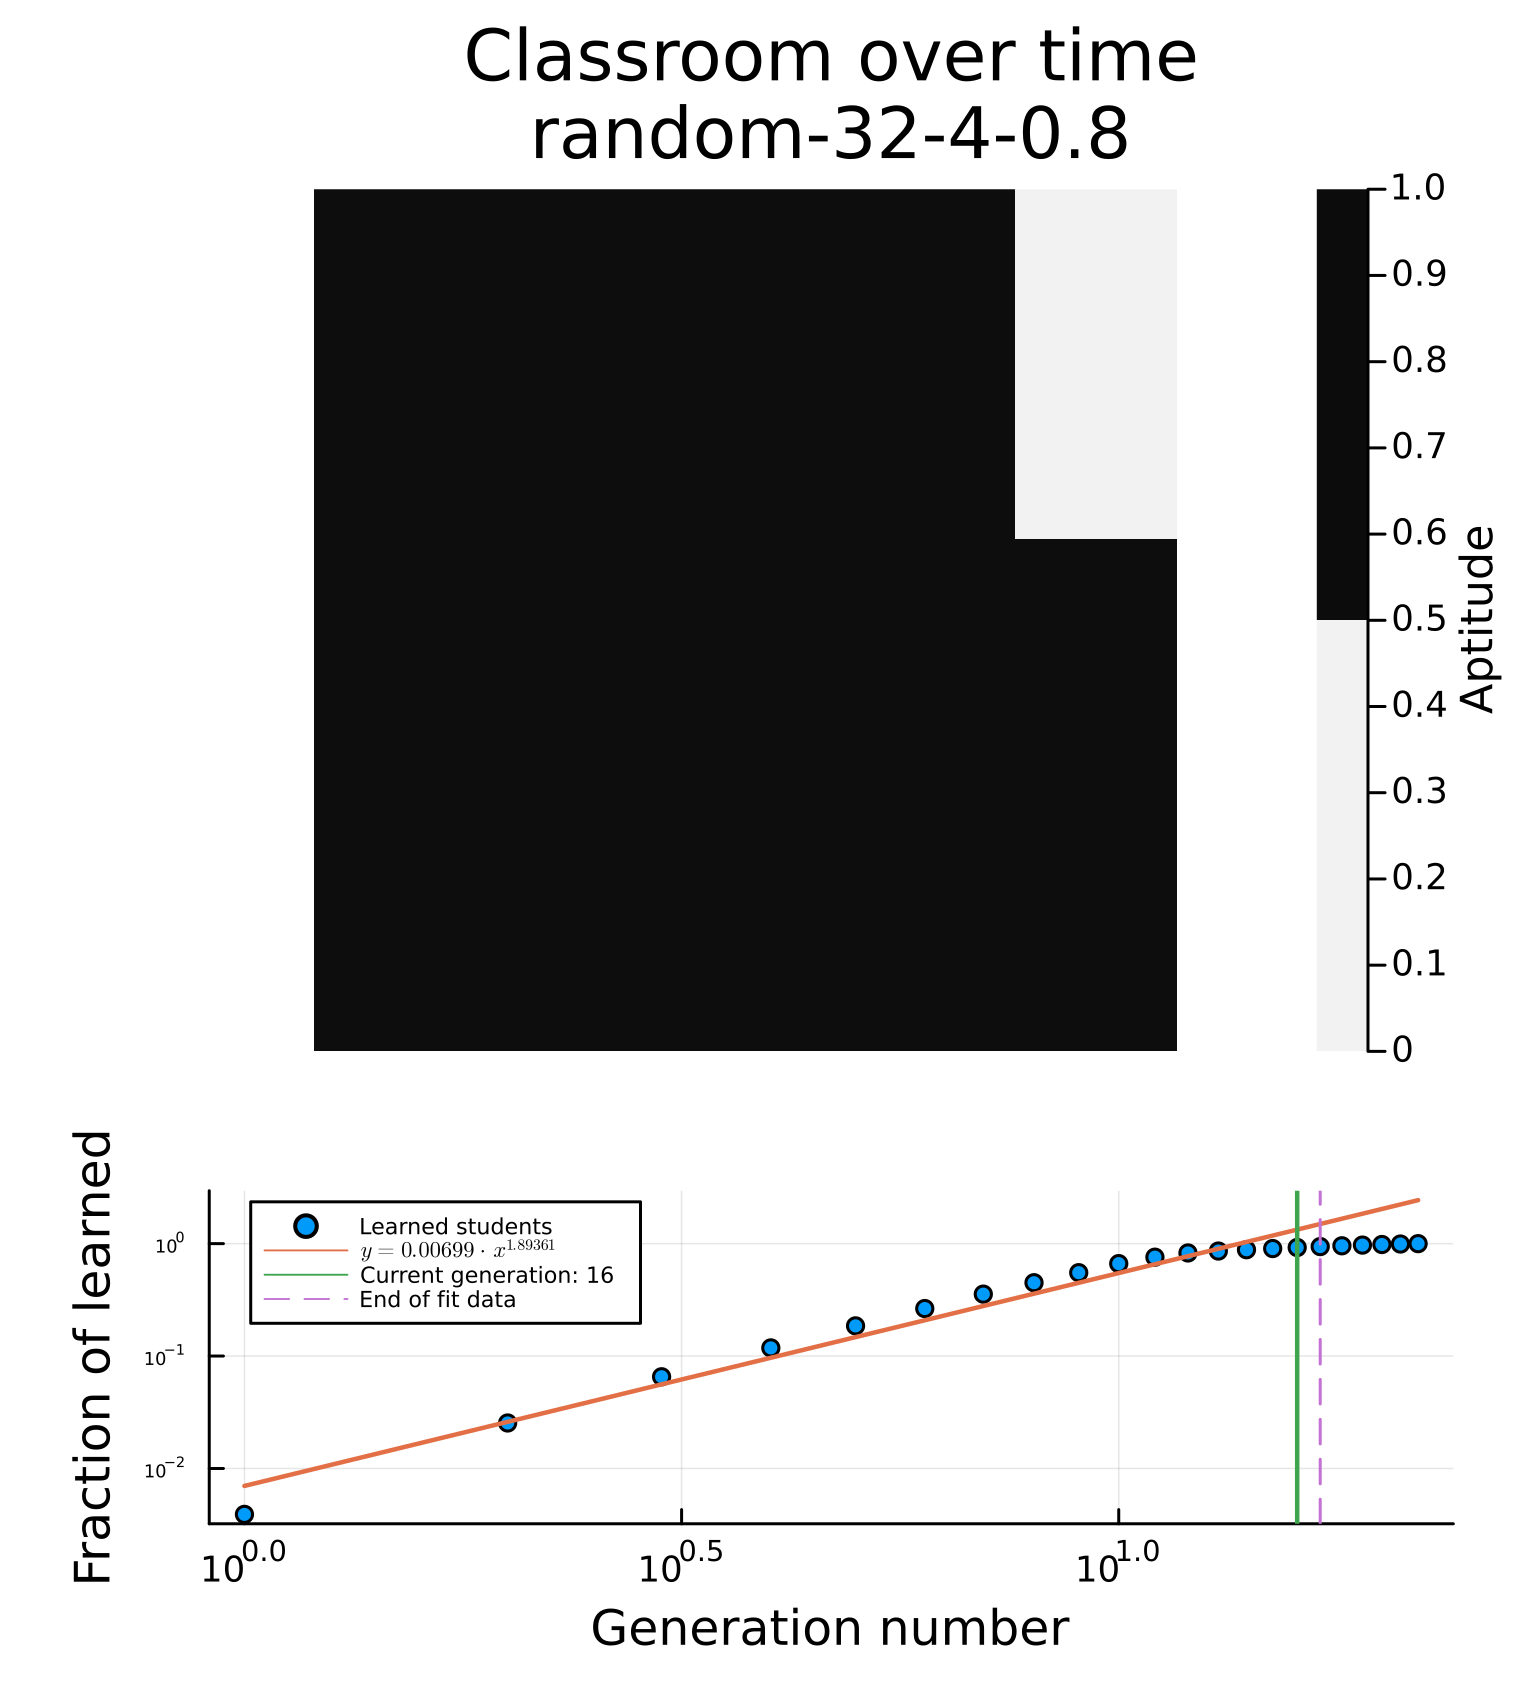 Classroom over time
random-32-4-0.8
1.0
0.9
0.8
0.7
0.6
0.5
0.4
0.3
0.2
0.1
0
Aptitude
Fraction of learned
10⁰
10⁻¹
10⁻²
Learned students
y = 0.00699 · x^1.89361
Current generation: 16
End of fit data
10^0.0
10^0.5
10^1.0
Generation number